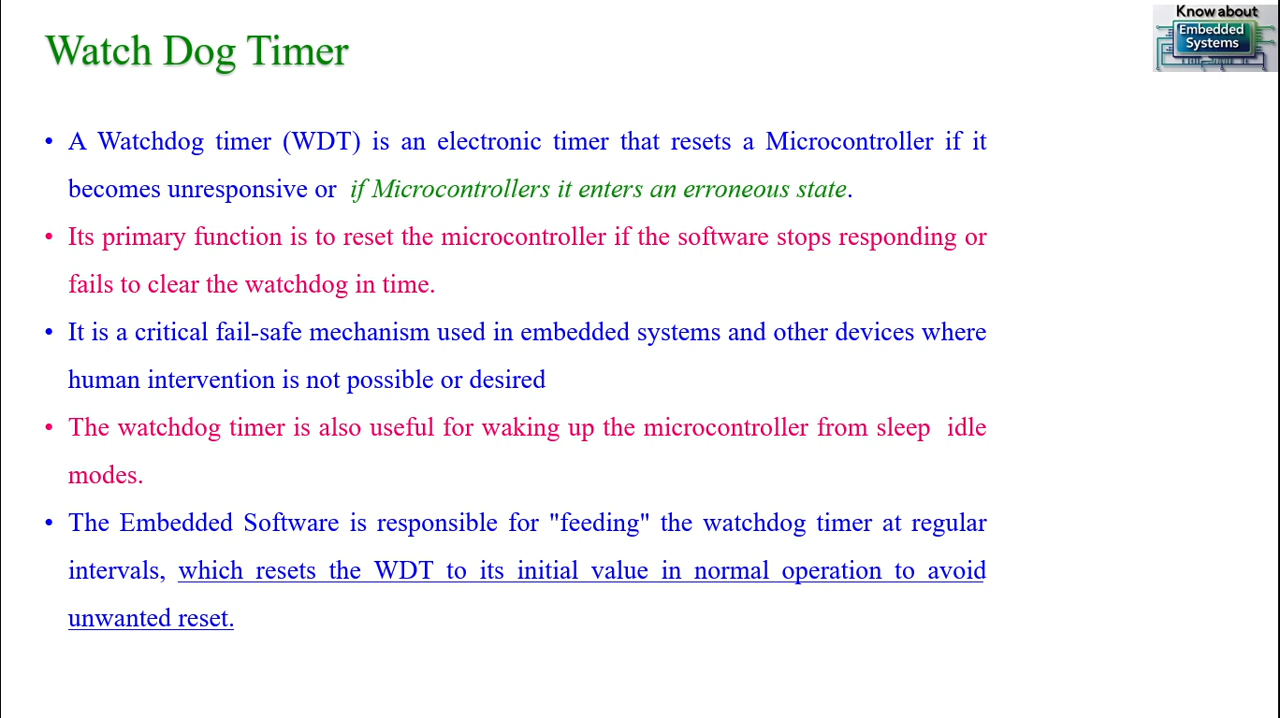 Know about
Embedded
Systems
Watch Dog Timer
• A Watchdog timer (WDT) is an electronic timer that resets a Microcontroller if it
becomes unresponsive or if Microcontrollers it enters an erroneous state.
• Its primary function is to reset the microcontroller if the software stops responding or
fails to clear the watchdog in time.
• It is a critical fail-safe mechanism used in embedded systems and other devices where
human intervention is not possible or desired
• The watchdog timer is also useful for waking up the microcontroller from sleep idle
modes.
• The Embedded Software is responsible for "feeding" the watchdog timer at regular
intervals, which resets the WDT to its initial value in normal operation to avoid
unwanted reset.